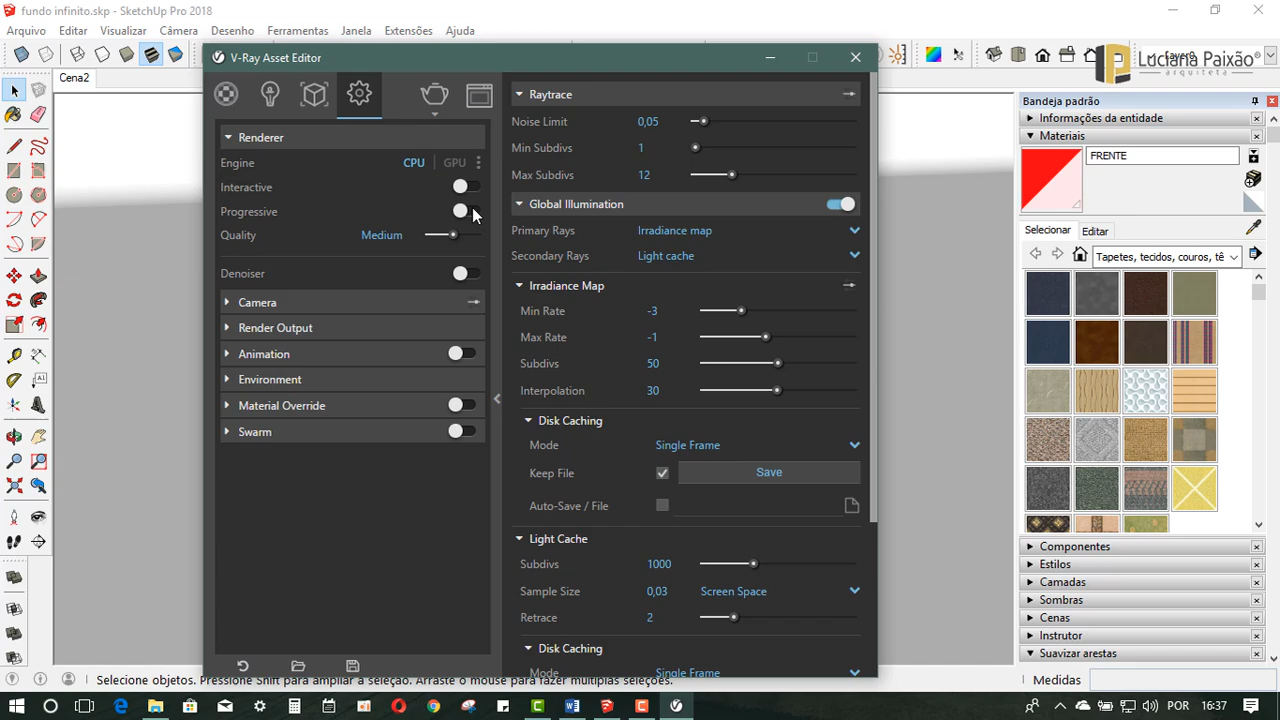 fundo infinito.skp - SketchUp Pro 2018
Arquivo Editar Visualizar Câmera Desenho Ferramentas Janela Extensões Ajuda
Cena2
V-Ray Asset Editor
Renderer
Engine CPU GPU
Interactive
Progressive
Quality Medium
Denoiser
Camera
Render Output
Animation
Environment
Material Override
Swarm
Raytrace
Noise Limit 0,05
Min Subdivs 1
Max Subdivs 12
Global Illumination
Primary Rays Irradiance map
Secondary Rays Light cache
Irradiance Map
Min Rate -3
Max Rate -1
Subdivs 50
Interpolation 30
Disk Caching
Mode Single Frame
Keep File Save
Auto-Save / File
Light Cache
Subdivs 1000
Sample Size 0,03 Screen Space
Retrace 2
Disk Caching
Mode Single Frame
Luciana Paixão
arquiteta
Bandeja padrão
Informações da entidade
Materiais
FRENTE
Selecionar Editar
Tapetes, tecidos, couros, tê
Componentes
Estilos
Camadas
Sombras
Cenas
Instrutor
Suavizar arestas
Selecione objetos. Pressione Shift para ampliar a seleção. Arraste o mouse para fazer múltiplas seleções.
Medidas
POR 16:37